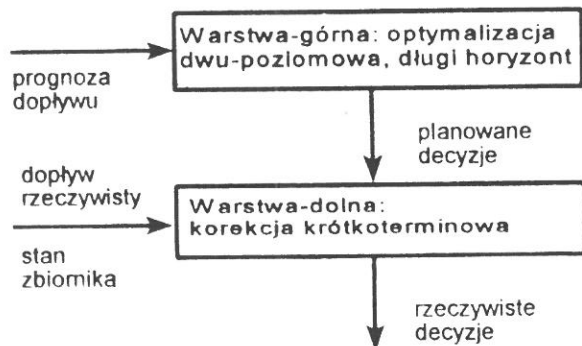 Warstwa-górna: optymalizacja
dwu-poziomowa, długi horyzont
prognoza
dopływu
planowane
decyzje
dopływ
rzeczywisty
Warstwa-dolna:
korekcja krótkoterminowa
stan
zbiornika
rzeczywiste
decyzje